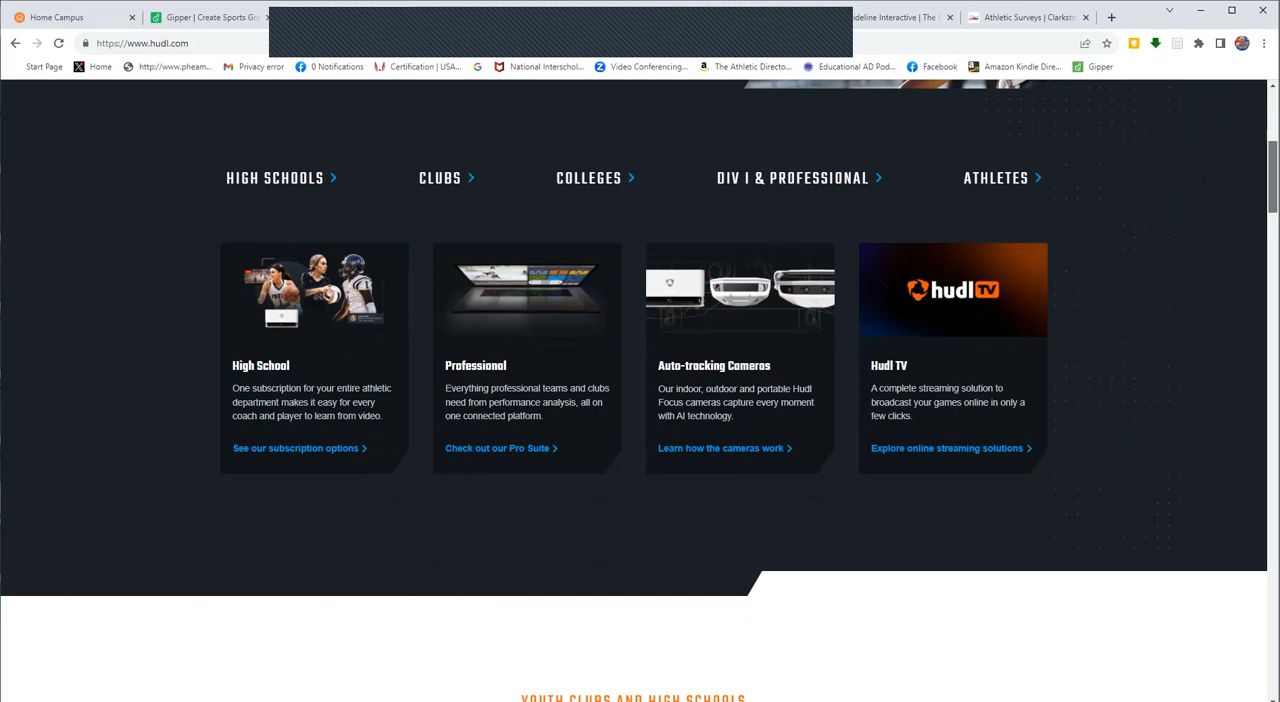 Home Campus
Gipper | Create Sports Gra
ideline Interactive | The
Athletic Surveys | Clarksto
https://www.hudl.com
Start Page
Home
http://www.pheam...
Privacy error
0 Notifications
Certification | USA...
National Interschol...
Video Conferencing...
The Athletic Directo...
Educational AD Pod...
Facebook
Amazon Kindle Dire...
Gipper
HIGH SCHOOLS
CLUBS
COLLEGES
DIV I & PROFESSIONAL
ATHLETES
High School
One subscription for your entire athletic
department makes it easy for every
coach and player to learn from video.
See our subscription options
Professional
Everything professional teams and clubs
need from performance analysis, all on
one connected platform.
Check out our Pro Suite
Auto-tracking Cameras
Our indoor, outdoor and portable Hudl
Focus cameras capture every moment
with AI technology.
Learn how the cameras work
hudl TV
Hudl TV
A complete streaming solution to
broadcast your games online in only a
few clicks.
Explore online streaming solutions
YOUTH CLUBS AND HIGH SCHOOLS